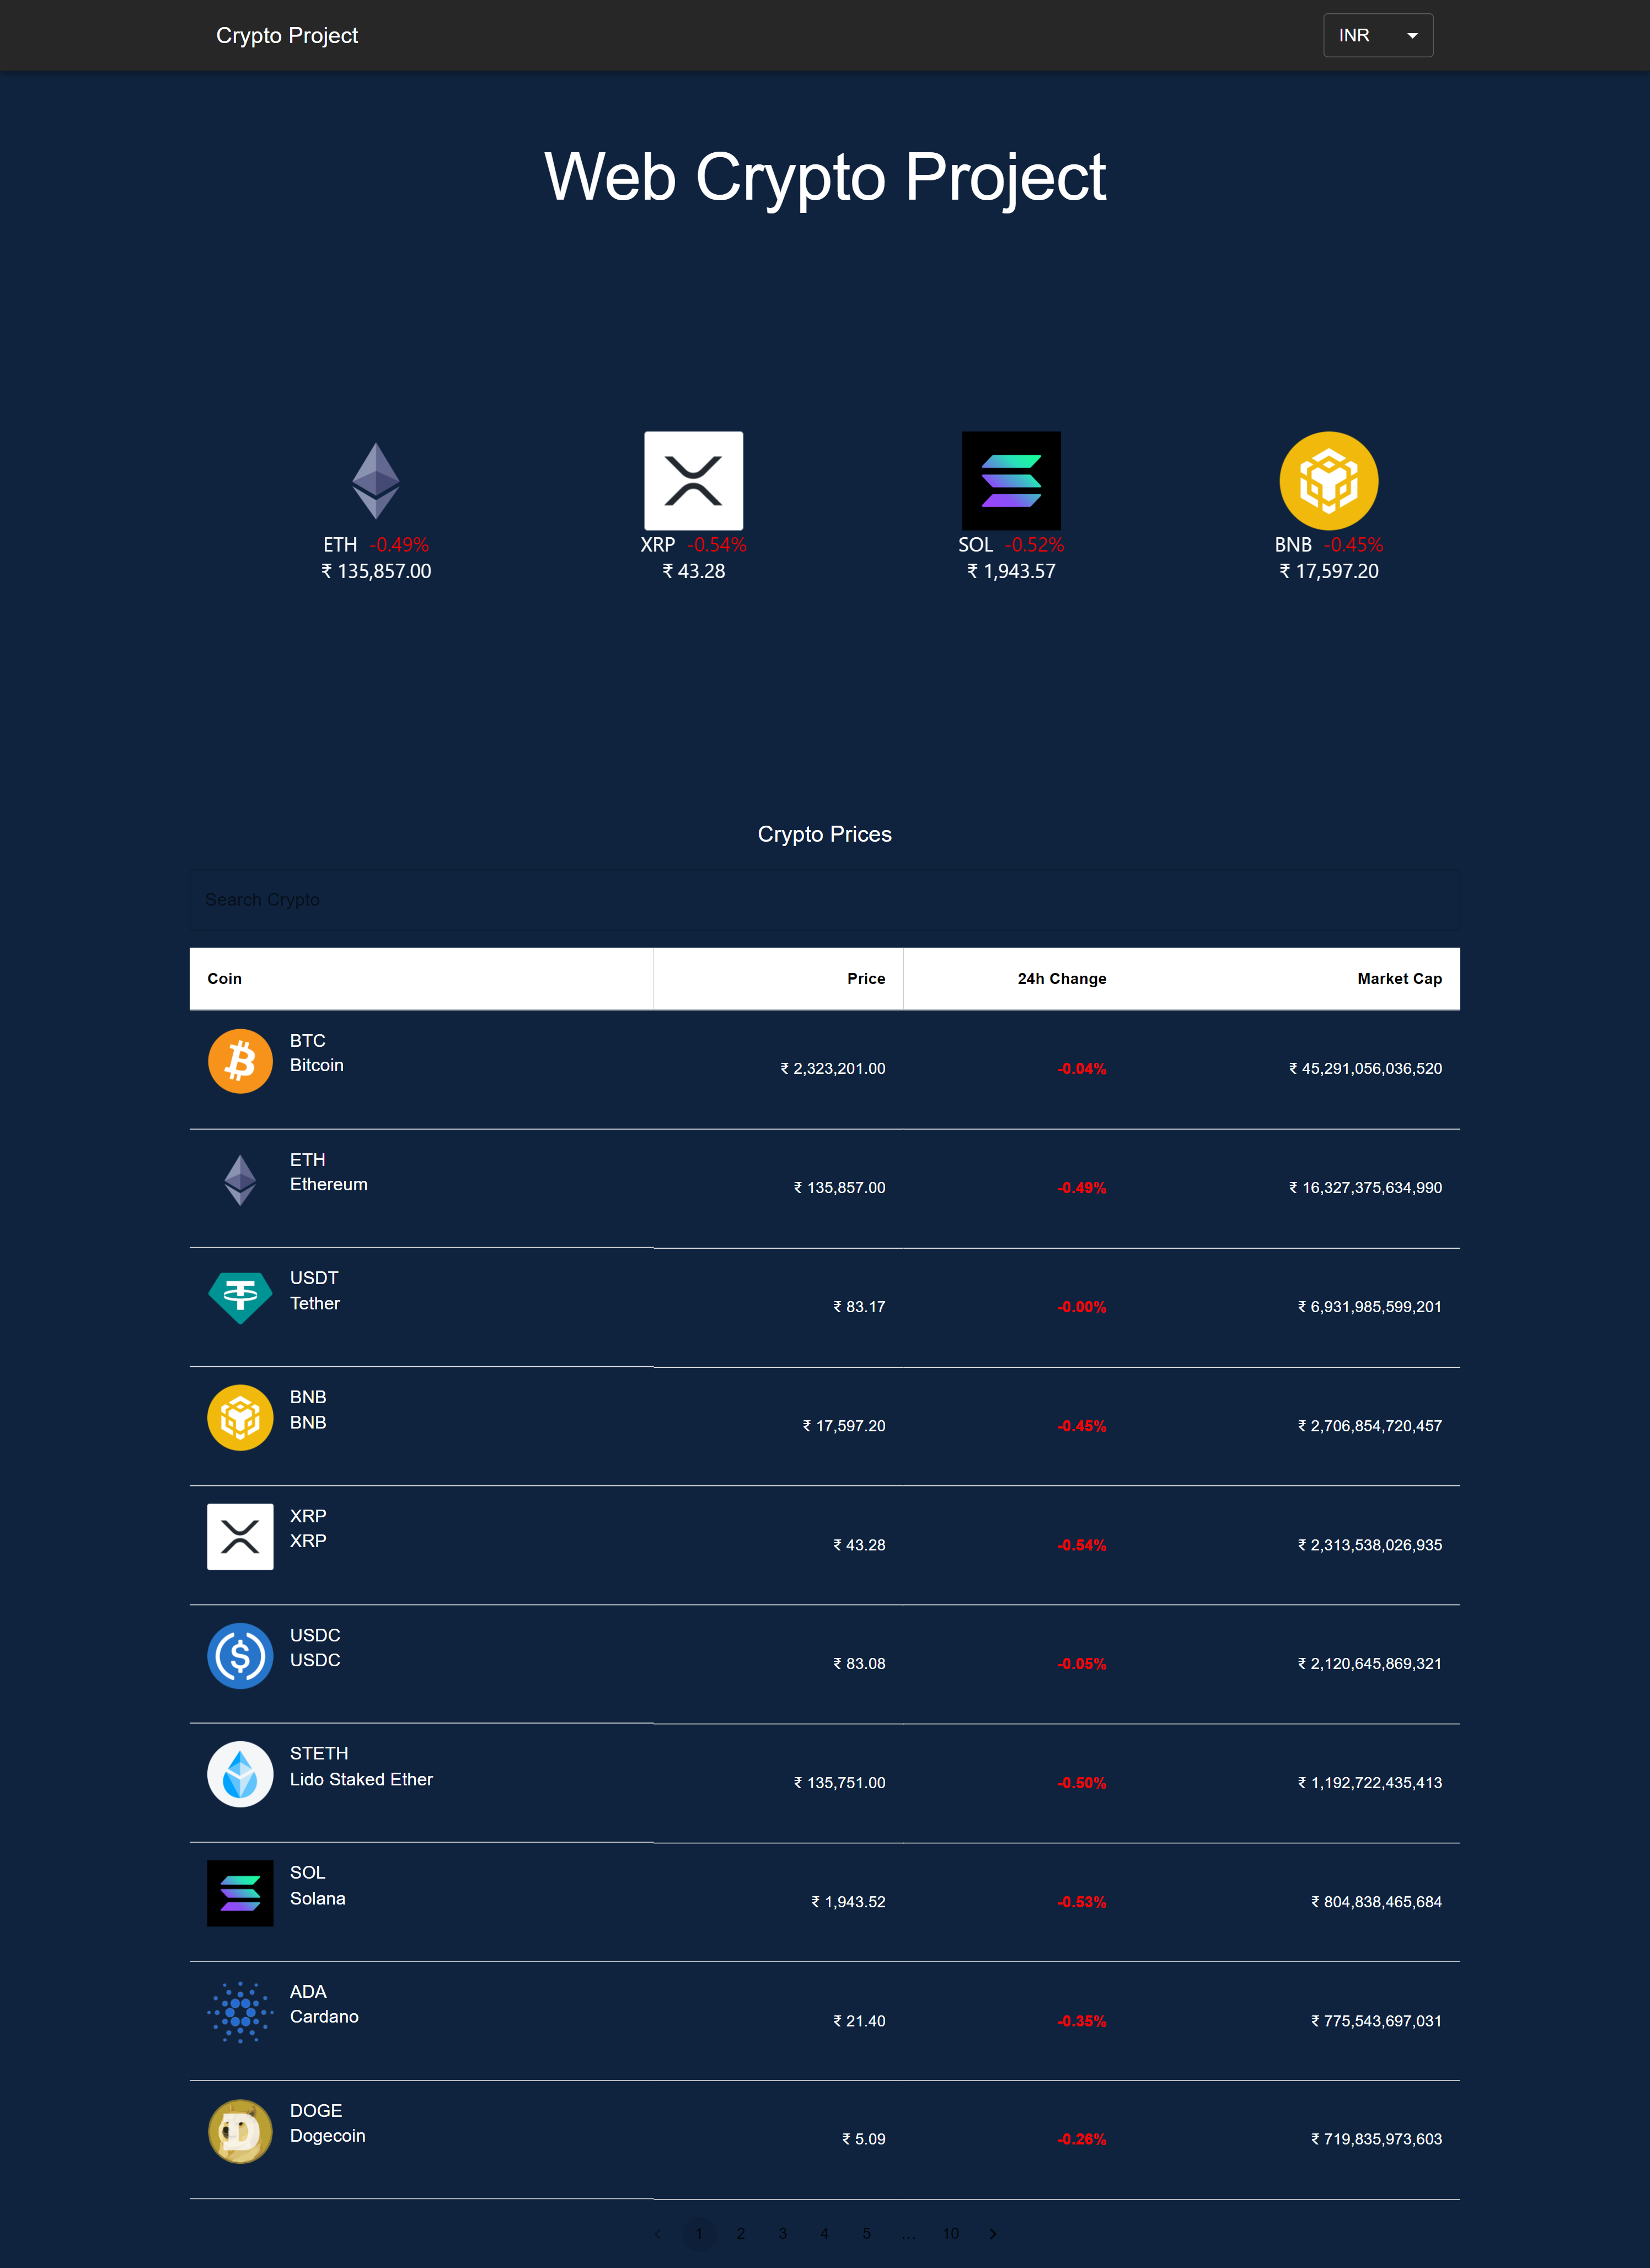 Crypto Project
INR
Web Crypto Project
ETH -0.49%
₹ 135,857.00
XRP -0.54%
₹ 43.28
SOL -0.52%
₹ 1,943.57
BNB -0.45%
₹ 17,597.20
Crypto Prices
Search Crypto
Coin Price 24h Change Market Cap
BTC
Bitcoin
₹ 2,323,201.00 -0.04% ₹ 45,291,056,036,520
ETH
Ethereum
₹ 135,857.00 -0.49% ₹ 16,327,375,634,990
USDT
Tether
₹ 83.17 -0.00% ₹ 6,931,985,599,201
BNB
BNB
₹ 17,597.20 -0.45% ₹ 2,706,854,720,457
XRP
XRP
₹ 43.28 -0.54% ₹ 2,313,538,026,935
USDC
USDC
₹ 83.08 -0.05% ₹ 2,120,645,869,321
STETH
Lido Staked Ether
₹ 135,751.00 -0.50% ₹ 1,192,722,435,413
SOL
Solana
₹ 1,943.52 -0.53% ₹ 804,838,465,684
ADA
Cardano
₹ 21.40 -0.35% ₹ 775,543,697,031
DOGE
Dogecoin
₹ 5.09 -0.26% ₹ 719,835,973,603
1 2 3 4 5 … 10